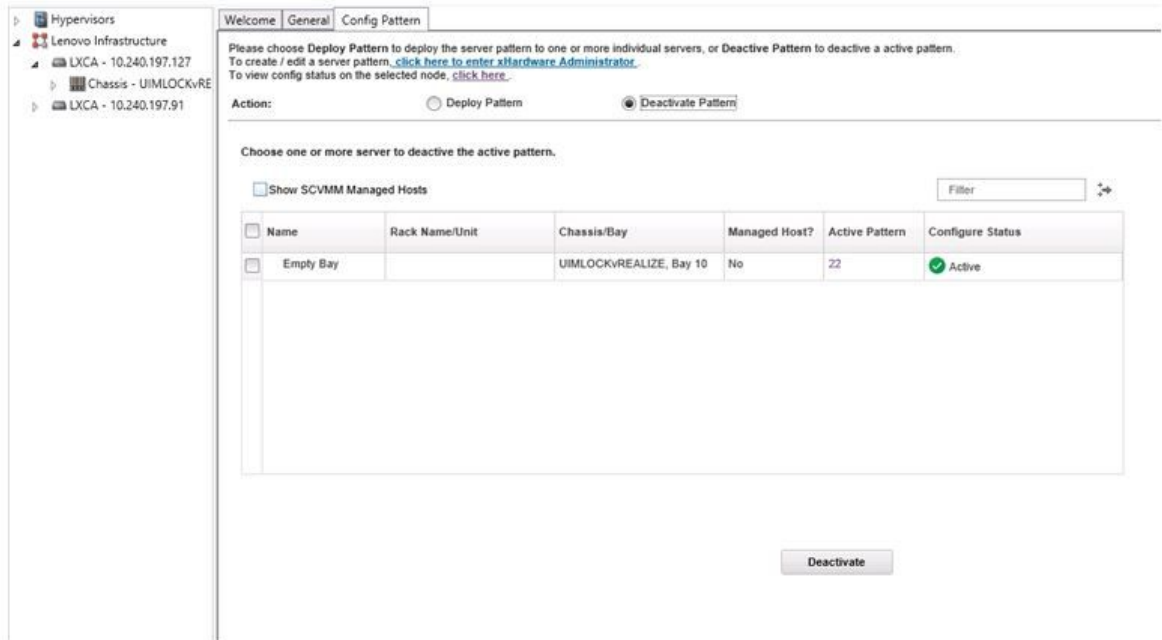 Hypervisors
Lenovo Infrastructure
LXCA - 10.240.197.127
Chassis - UIMLOCKvRE
LXCA - 10.240.197.91
Welcome General Config Pattern
Please choose Deploy Pattern to deploy the server pattern to one or more individual servers, or Deactive Pattern to deactive a active pattern.
To create / edit a server pattern, click here to enter xHardware Administrator .
To view config status on the selected node, click here .
Action: Deploy Pattern Deactivate Pattern
Choose one or more server to deactive the active pattern.
Show SCVMM Managed Hosts Filter
Name Rack Name/Unit Chassis/Bay Managed Host? Active Pattern Configure Status
Empty Bay UIMLOCKvREALIZE, Bay 10 No 22 Active
Deactivate